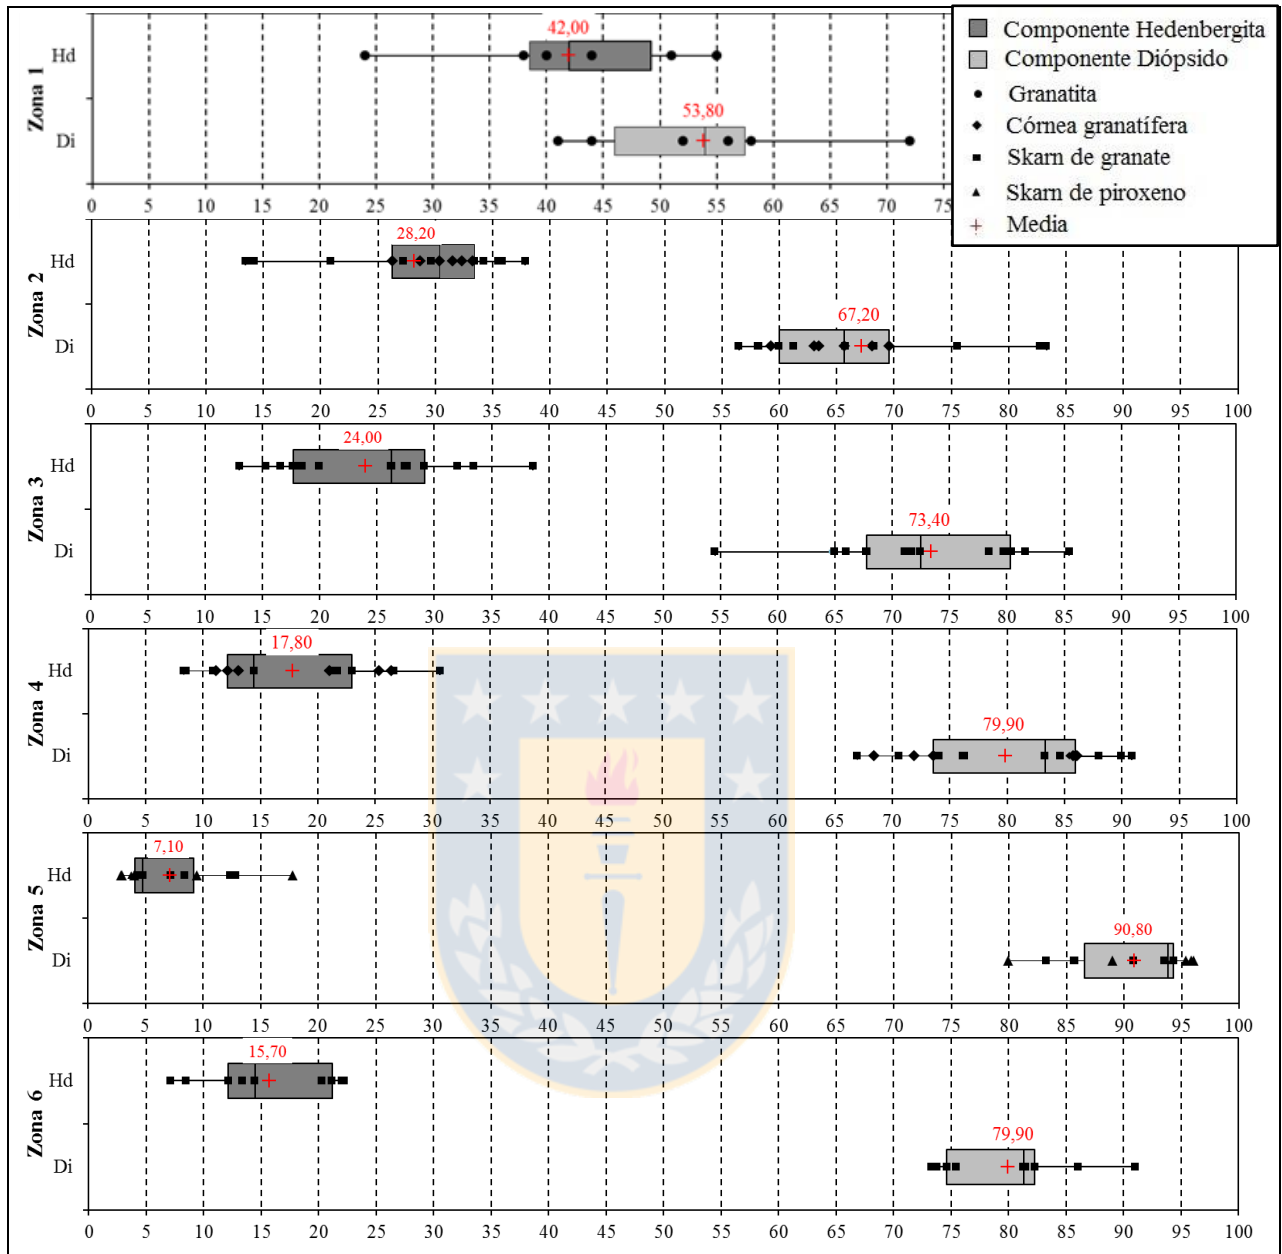 Componente Hedenbergita
Componente Diópsido
Granatita
Córnea granatífera
Skarn de granate
Skarn de piroxeno
Media
Zona 1
Hd
42,00
Di
53,80
0 5 10 15 20 25 30 35 40 45 50 55 60 65 70 75
Zona 2
Hd
28,20
Di
67,20
0 5 10 15 20 25 30 35 40 45 50 55 60 65 70 75 80 85 90 95 100
Zona 3
Hd
24,00
Di
73,40
0 5 10 15 20 25 30 35 40 45 50 55 60 65 70 75 80 85 90 95 100
Zona 4
Hd
17,80
Di
79,90
0 5 10 15 20 25 30 35 40 45 50 55 60 65 70 75 80 85 90 95 100
Zona 5
Hd
7,10
Di
90,80
0 5 10 15 20 25 30 35 40 45 50 55 60 65 70 75 80 85 90 95 100
Zona 6
Hd
15,70
Di
79,90
0 5 10 15 20 25 30 35 40 45 50 55 60 65 70 75 80 85 90 95 100